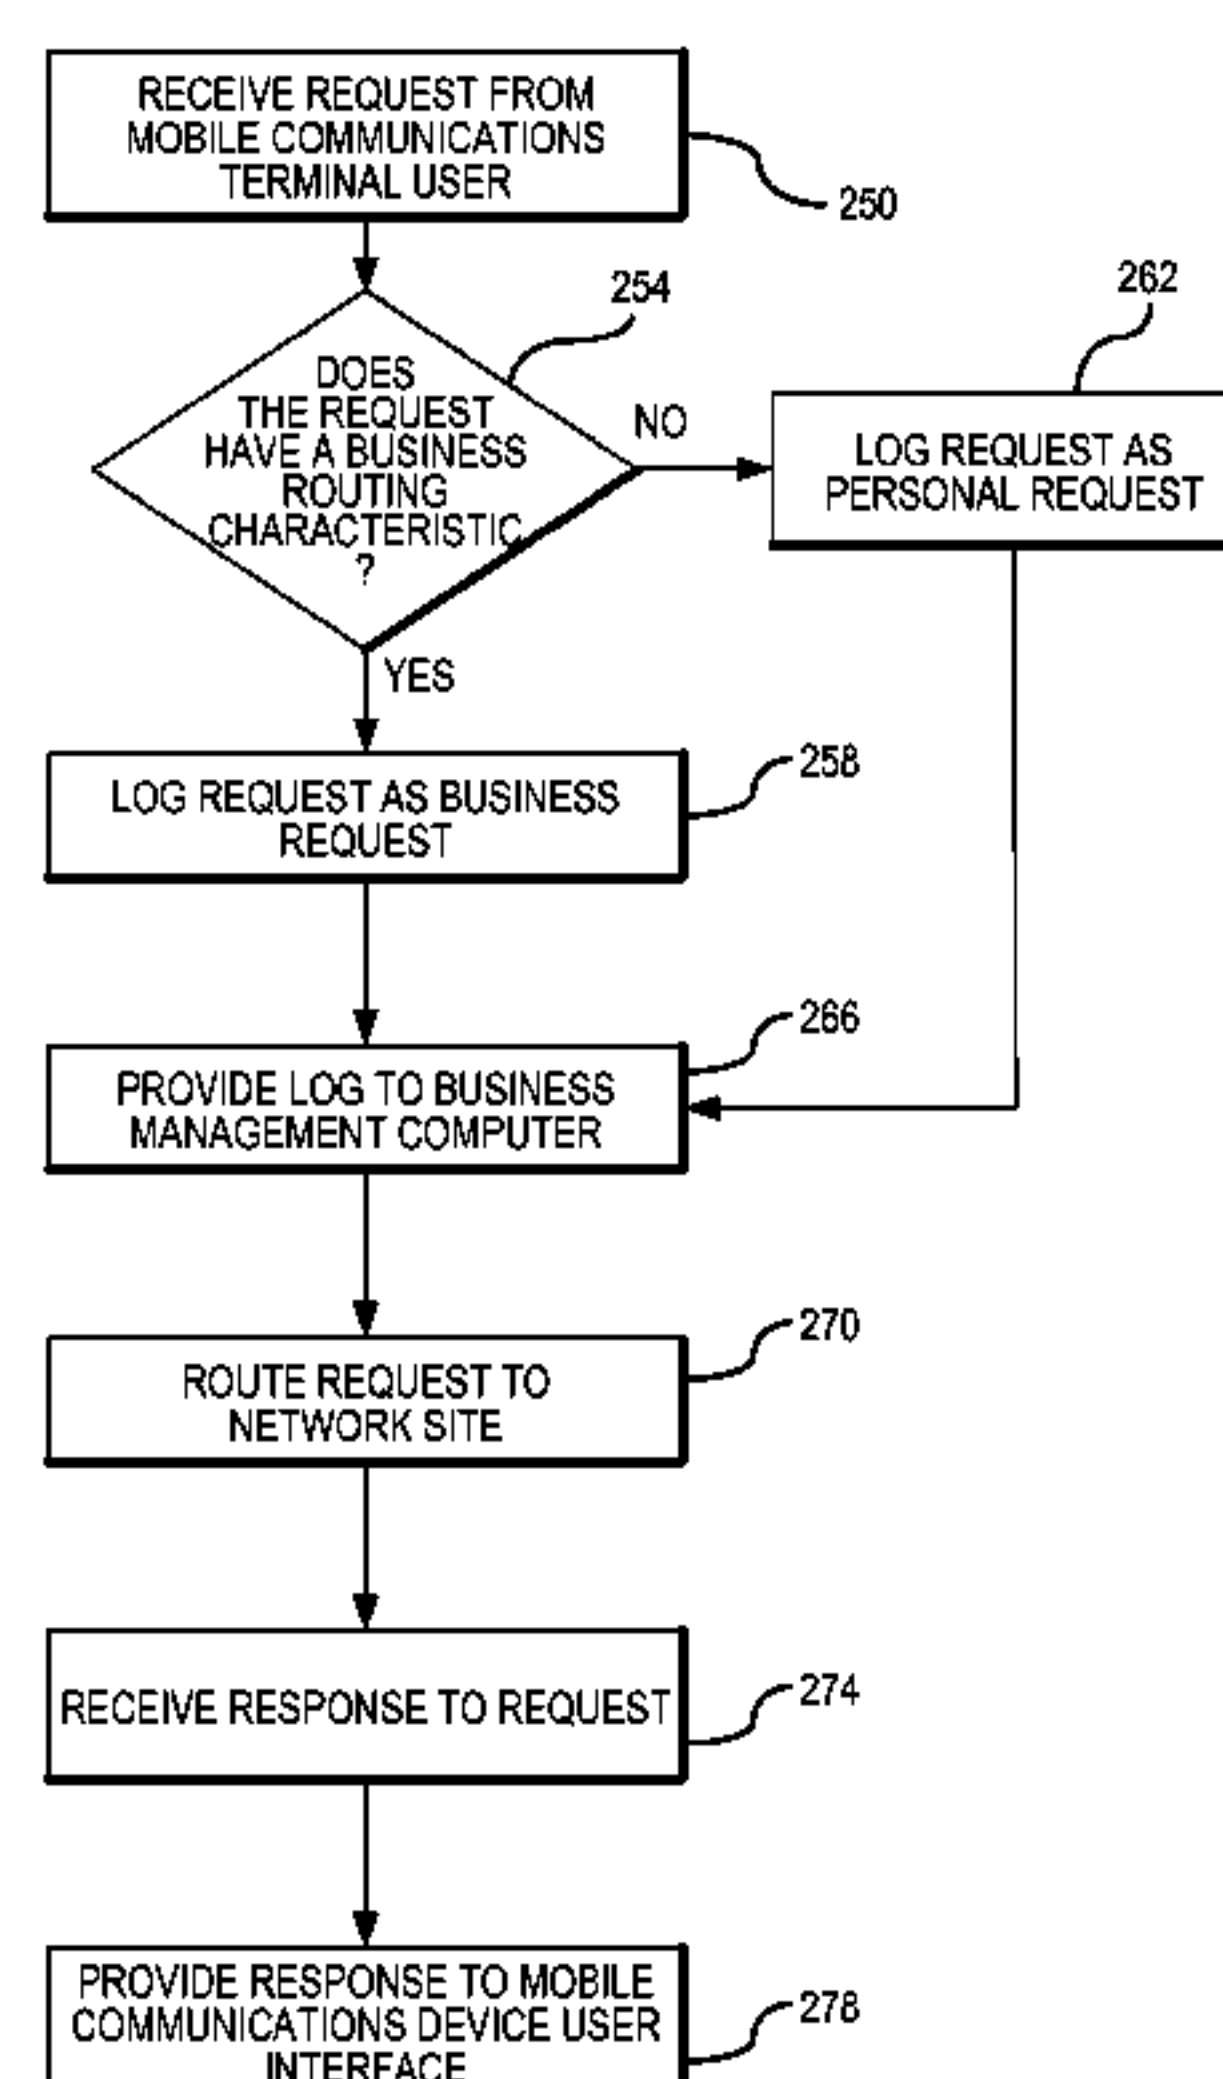 RECEIVE REQUEST FROM
MOBILE COMMUNICATIONS
TERMINAL USER
250
254
262
DOES
THE REQUEST
HAVE A BUSINESS
ROUTING
CHARACTERISTIC
?
NO
LOG REQUEST AS
PERSONAL REQUEST
YES
258
LOG REQUEST AS BUSINESS
REQUEST
266
PROVIDE LOG TO BUSINESS
MANAGEMENT COMPUTER
270
ROUTE REQUEST TO
NETWORK SITE
274
RECEIVE RESPONSE TO REQUEST
PROVIDE RESPONSE TO MOBILE
COMMUNICATIONS DEVICE USER
INTERFACE
278